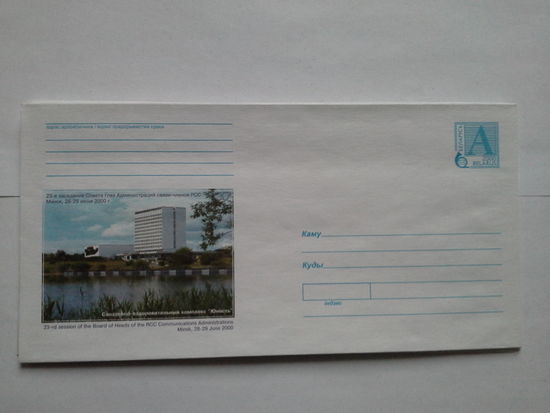 23-е заседание Совета Глав Администраций связи-членов РСС
Минск, 28-29 июня 2000 г.
Санаторно-оздоровительный комплекс "Юность"
23-rd session of the Board of Heads of the RCC Communications Administrations
Minsk, 28-29 June 2000
БЕЛАРУСЬ
А
BELARUS
Каму
Куды
Індэкс